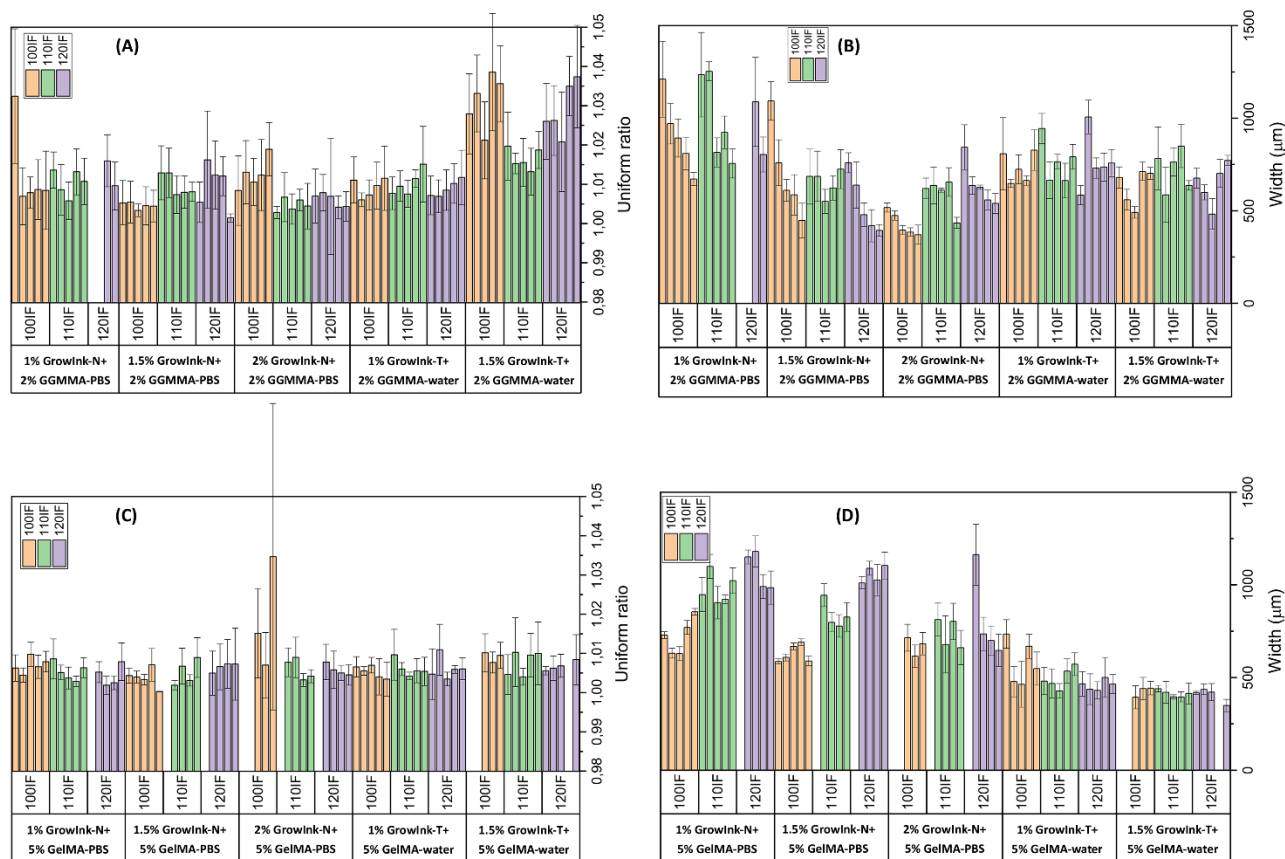 (A)
100IF
110IF
120IF
1,05
1,04
1,03
1,02
1,01
1,00
0,99
0,98
Uniform ratio
100IF 110IF 120IF 100IF 110IF 120IF 100IF 110IF 120IF 100IF 110IF 120IF 100IF 110IF 120IF
1% GrowInk-N+ 1.5% GrowInk-N+ 2% GrowInk-N+ 1% GrowInk-T+ 1.5% GrowInk-T+
2% GGMMA-PBS 2% GGMMA-PBS 2% GGMMA-PBS 2% GGMMA-water 2% GGMMA-water
(B)
100IF
110IF
120IF
1500
1000
500
0
Width (μm)
100IF 110IF 120IF 100IF 110IF 120IF 100IF 110IF 120IF 100IF 110IF 120IF 100IF 110IF 120IF
1% GrowInk-N+ 1.5% GrowInk-N+ 2% GrowInk-N+ 1% GrowInk-T+ 1.5% GrowInk-T+
2% GGMMA-PBS 2% GGMMA-PBS 2% GGMMA-PBS 2% GGMMA-water 2% GGMMA-water
(C)
100IF
110IF
120IF
1,05
1,04
1,03
1,02
1,01
1,00
0,99
0,98
Uniform ratio
100IF 110IF 120IF 100IF 110IF 120IF 100IF 110IF 120IF 100IF 110IF 120IF 100IF 110IF 120IF
1% GrowInk-N+ 1.5% GrowInk-N+ 2% GrowInk-N+ 1% GrowInk-T+ 1.5% GrowInk-T+
5% GelMA-PBS 5% GelMA-PBS 5% GelMA-PBS 5% GelMA-water 5% GelMA-water
(D)
100IF
110IF
120IF
1500
1000
500
0
Width (μm)
100IF 110IF 120IF 100IF 110IF 120IF 100IF 110IF 120IF 100IF 110IF 120IF 100IF 110IF 120IF
1% GrowInk-N+ 1.5% GrowInk-N+ 2% GrowInk-N+ 1% GrowInk-T+ 1.5% GrowInk-T+
5% GelMA-PBS 5% GelMA-PBS 5% GelMA-PBS 5% GelMA-water 5% GelMA-water